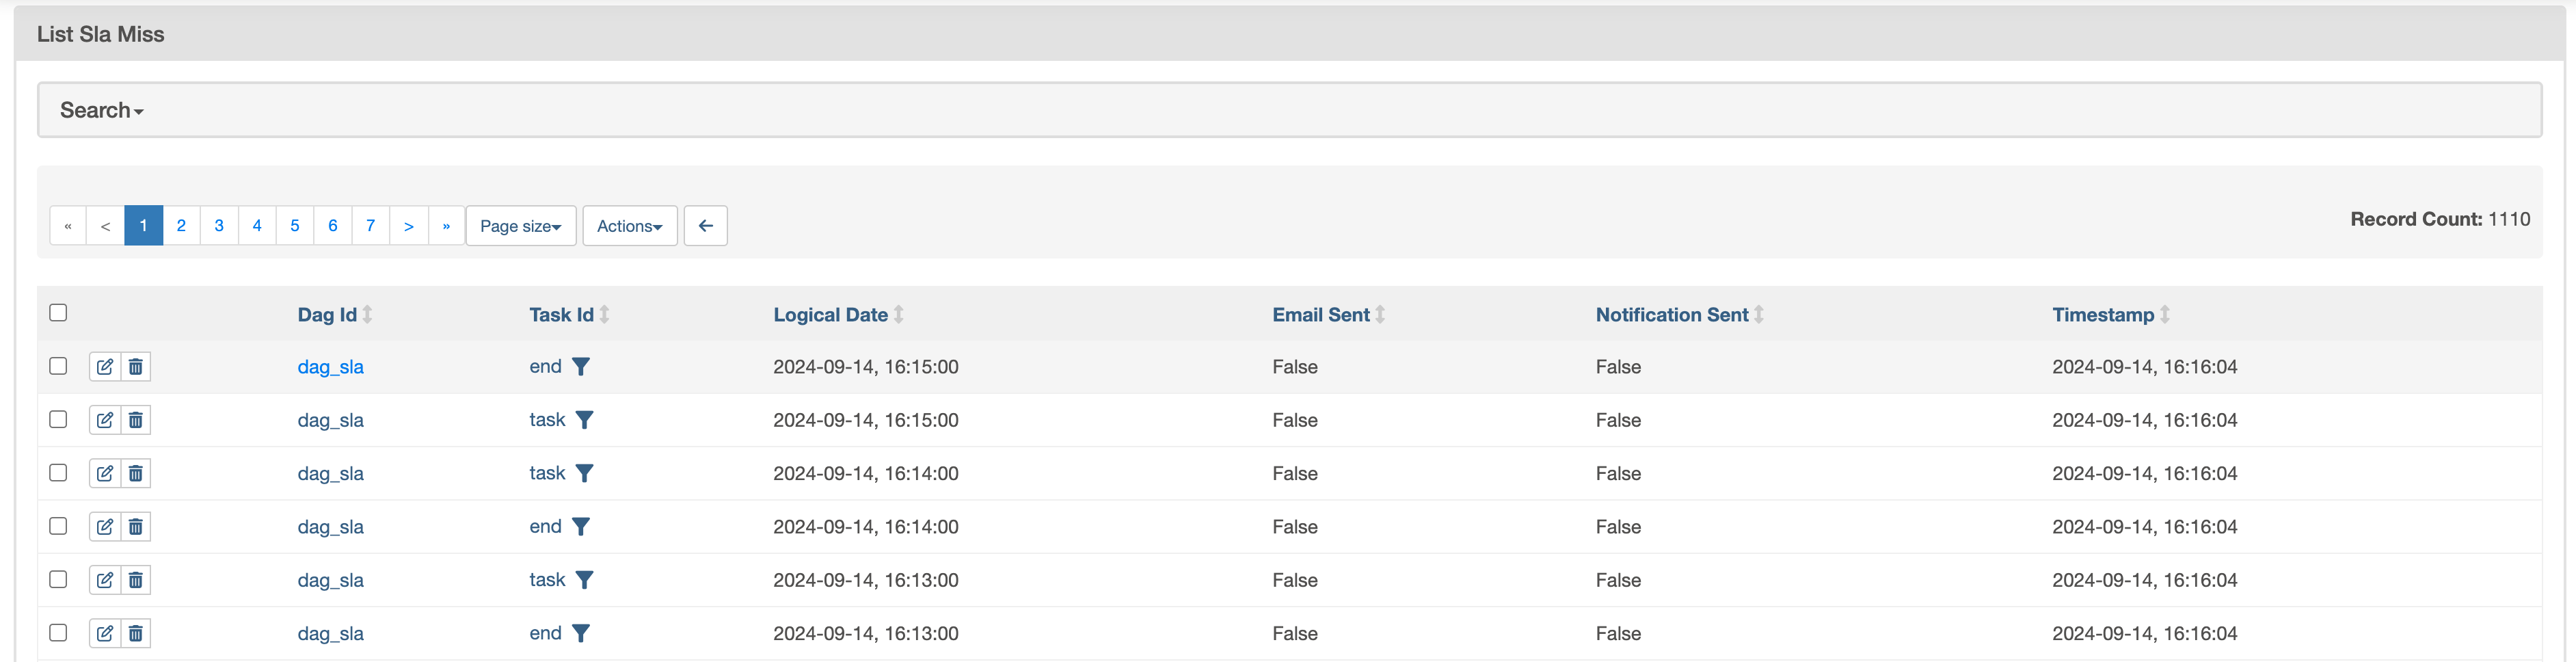 List Sla Miss
Search
« < 1 2 3 4 5 6 7 > » Page size Actions
Record Count: 1110
Dag Id Task Id Logical Date Email Sent Notification Sent Timestamp
dag_sla end 2024-09-14, 16:15:00 False False 2024-09-14, 16:16:04
dag_sla task 2024-09-14, 16:15:00 False False 2024-09-14, 16:16:04
dag_sla task 2024-09-14, 16:14:00 False False 2024-09-14, 16:16:04
dag_sla end 2024-09-14, 16:14:00 False False 2024-09-14, 16:16:04
dag_sla task 2024-09-14, 16:13:00 False False 2024-09-14, 16:16:04
dag_sla end 2024-09-14, 16:13:00 False False 2024-09-14, 16:16:04